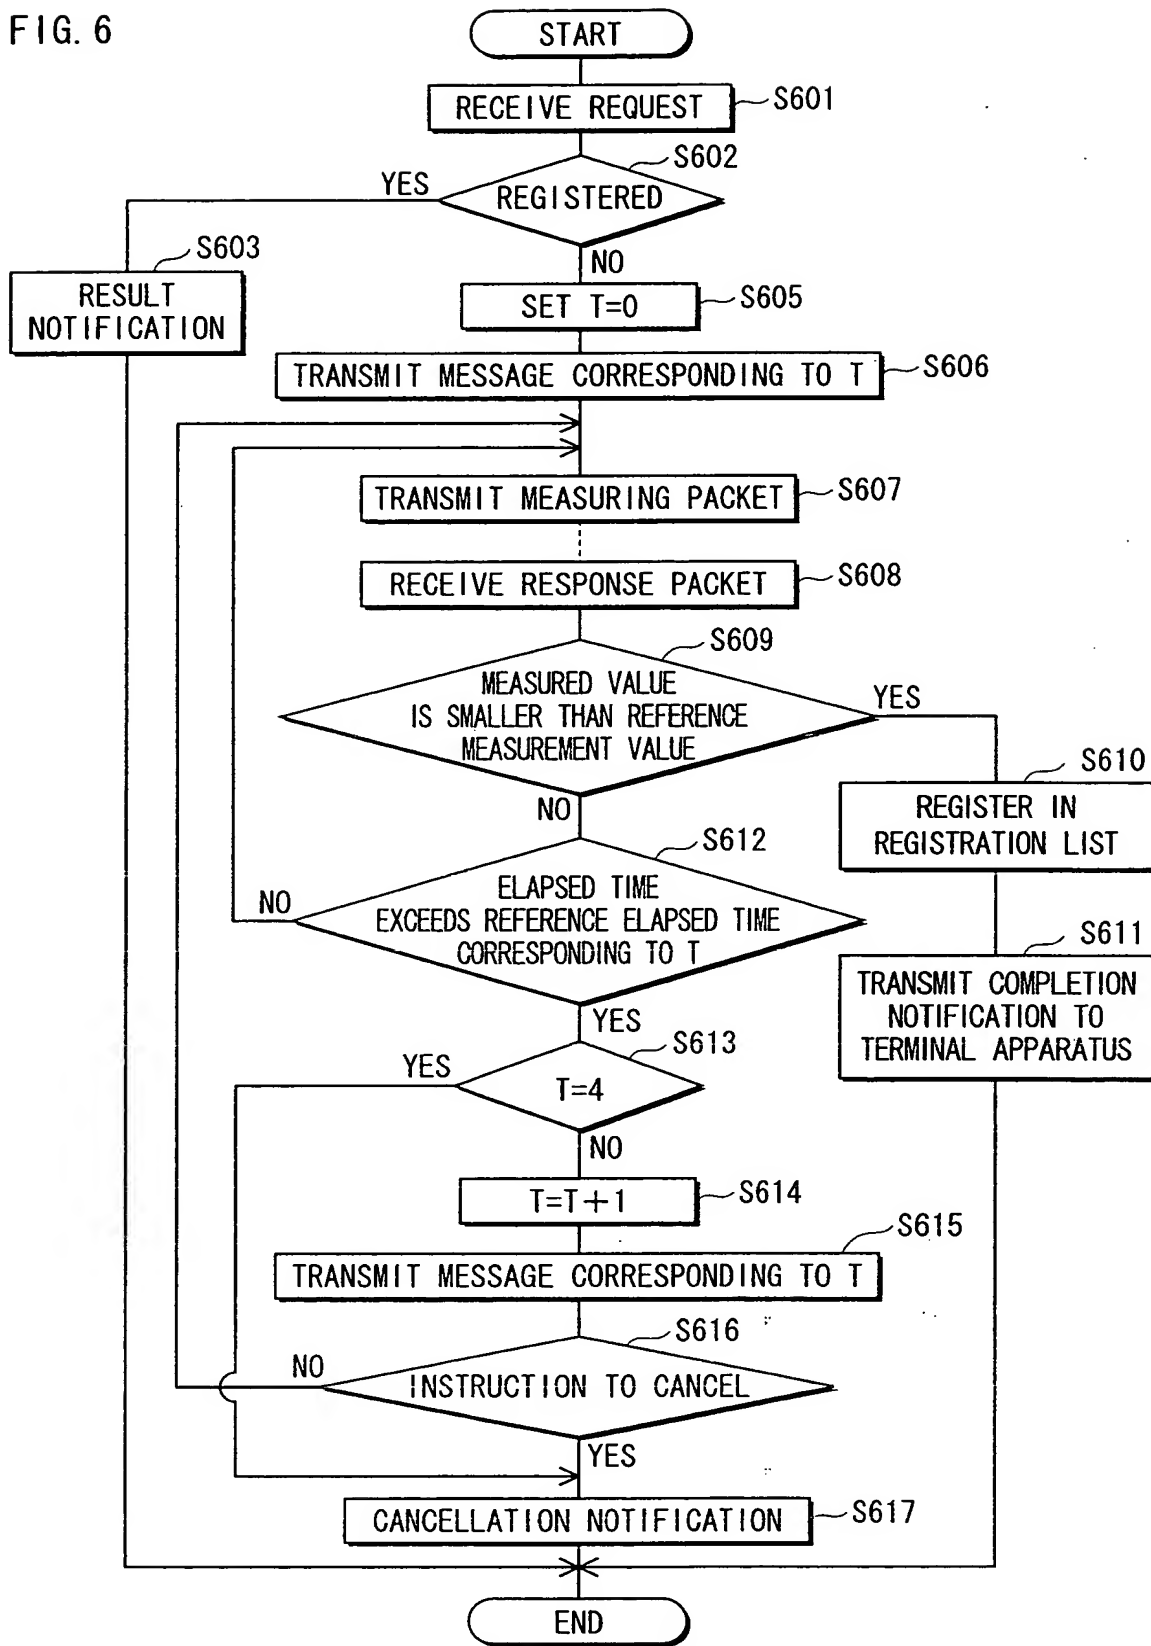 FIG. 6
START
RECEIVE REQUEST
S601
S602
YES
REGISTERED
NO
S603
RESULT
NOTIFICATION
SET T=0
S605
TRANSMIT MESSAGE CORRESPONDING TO T
S606
TRANSMIT MEASURING PACKET
S607
RECEIVE RESPONSE PACKET
S608
S609
MEASURED VALUE
IS SMALLER THAN REFERENCE
MEASUREMENT VALUE
YES
NO
S610
REGISTER IN
REGISTRATION LIST
S612
ELAPSED TIME
EXCEEDS REFERENCE ELAPSED TIME
CORRESPONDING TO T
NO
YES
S611
TRANSMIT COMPLETION
NOTIFICATION TO
TERMINAL APPARATUS
S613
YES
T=4
NO
T=T+1
S614
S615
TRANSMIT MESSAGE CORRESPONDING TO T
S616
NO
INSTRUCTION TO CANCEL
YES
CANCELLATION NOTIFICATION
S617
END